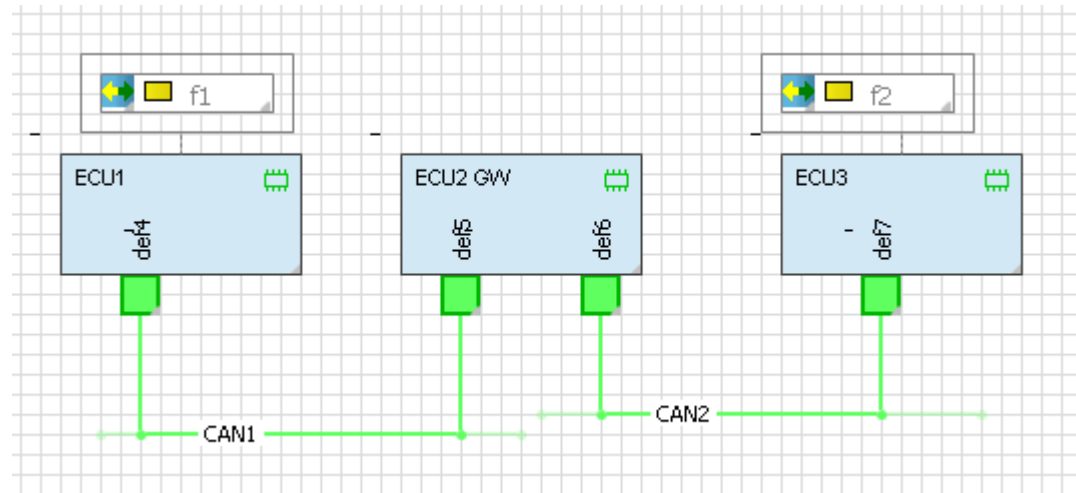 f1
f2
ECU1
ECU2 GW
ECU3
def4
def5
def6
def7
CAN1
CAN2